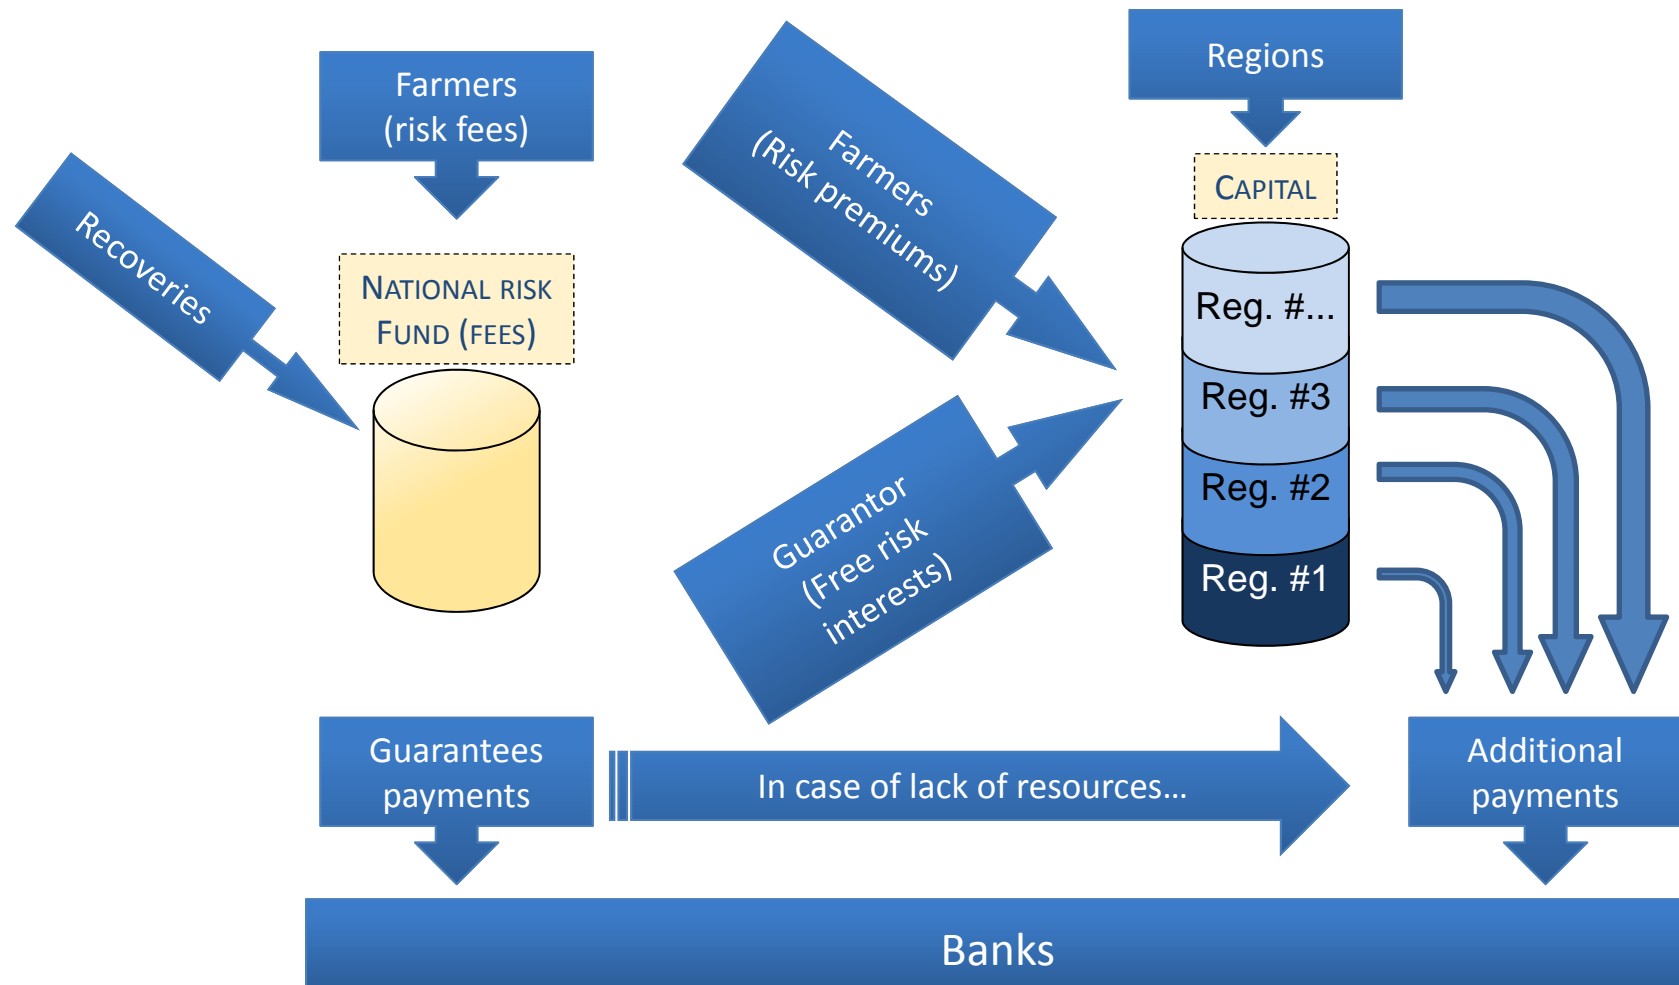 Farmers
(risk fees)
Recoveries
NATIONAL RISK
FUND (FEES)
Farmers
(Risk premiums)
Guarantor
(Free risk
interests)
Regions
CAPITAL
Reg. #...
Reg. #3
Reg. #2
Reg. #1
Guarantees
payments
In case of lack of resources...
Additional
payments
Banks